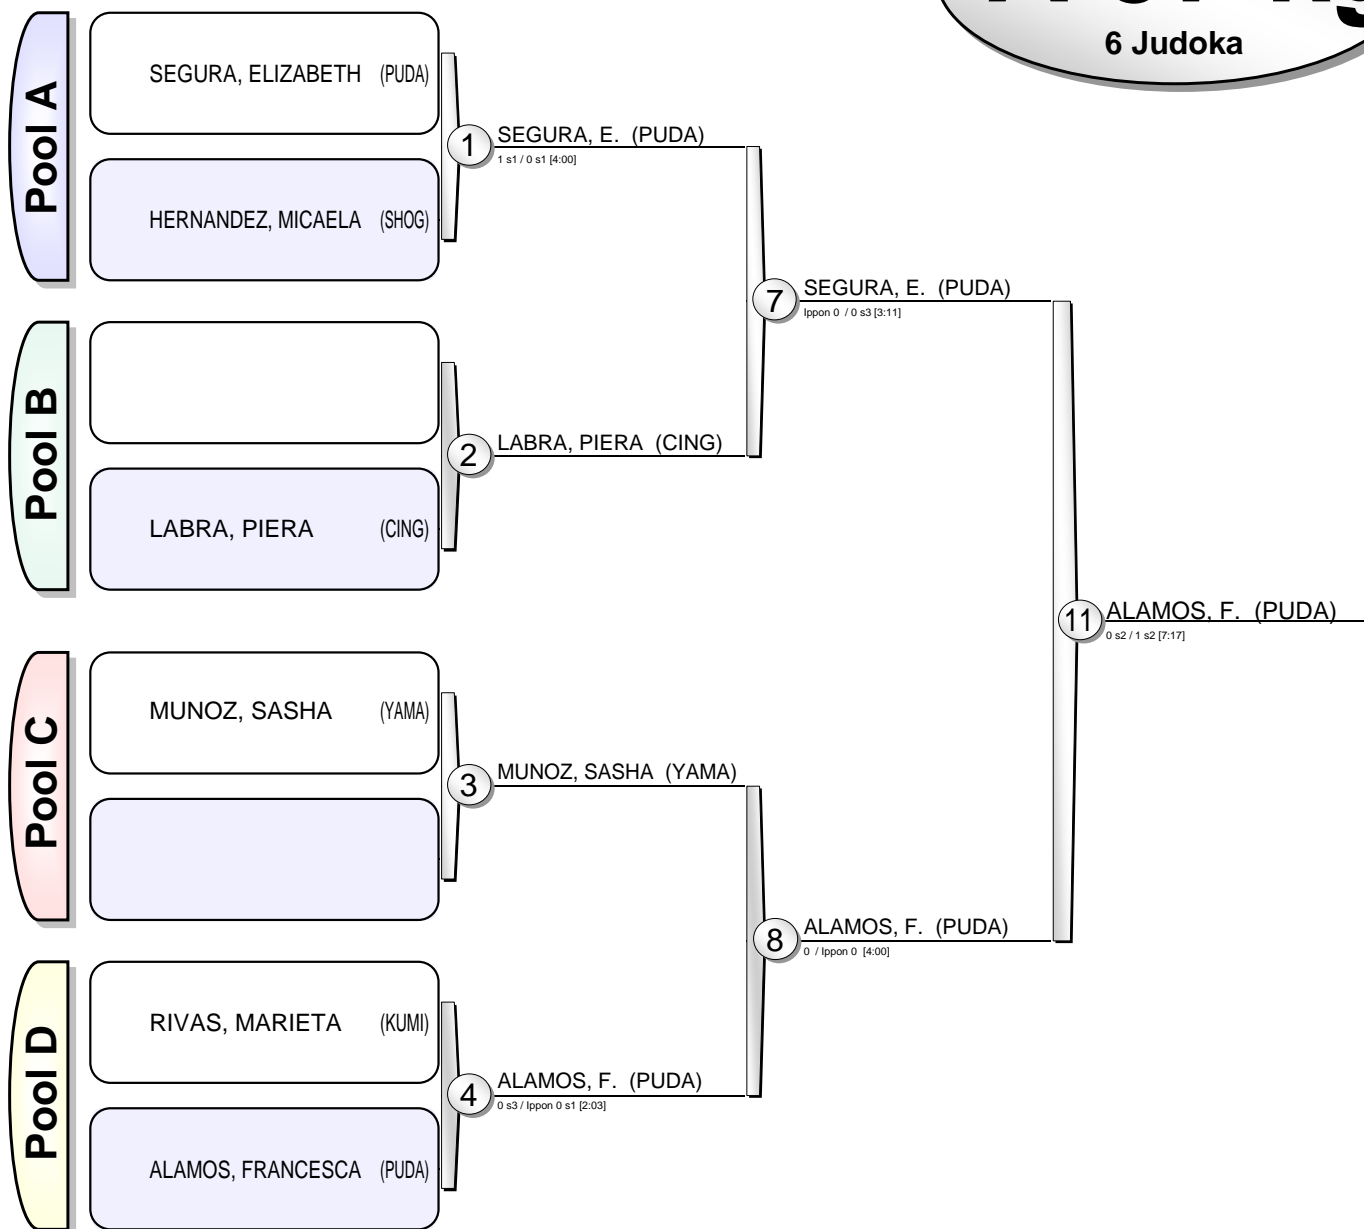 6 Judoka
Pool A
SEGURA, ELIZABETH (PUDA)
HERNANDEZ, MICAELA (SHOG)
1 SEGURA, E. (PUDA)
1 s1 / 0 s1 [4:00]
Pool B
LABRA, PIERA (CING)
2 LABRA, PIERA (CING)
7 SEGURA, E. (PUDA)
Ippon 0 / 0 s3 [3:11]
Pool C
MUNOZ, SASHA (YAMA)
3 MUNOZ, SASHA (YAMA)
Pool D
RIVAS, MARIETA (KUMI)
ALAMOS, FRANCESCA (PUDA)
4 ALAMOS, F. (PUDA)
0 s3 / Ippon 0 s1 [2:03]
8 ALAMOS, F. (PUDA)
0 / Ippon 0 [4:00]
11 ALAMOS, F. (PUDA)
0 s2 / 1 s2 [7:17]